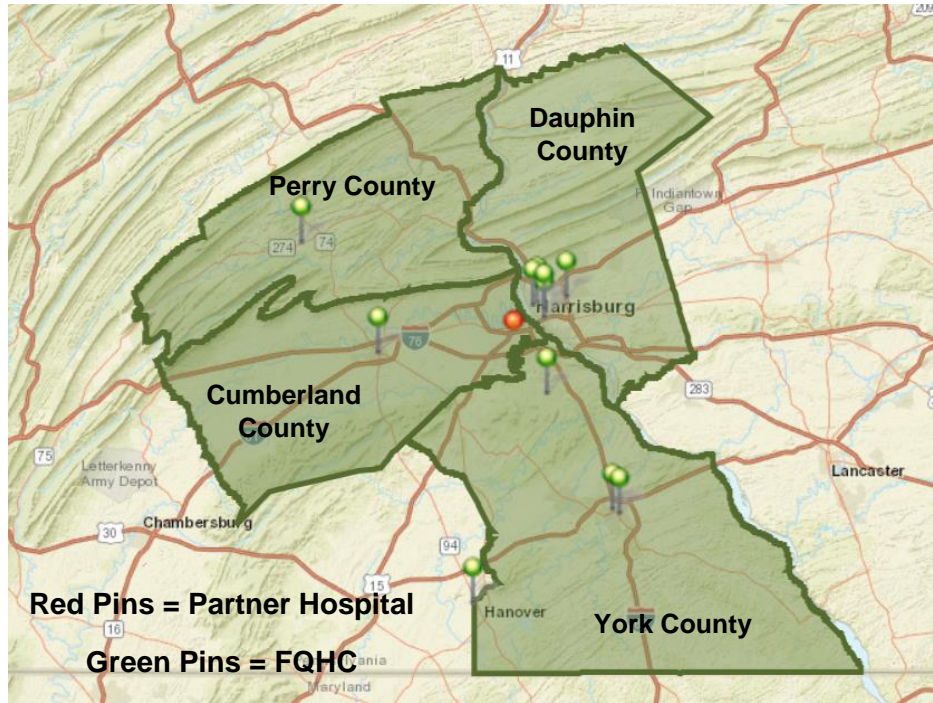 209
11
Dauphin
County
Indiantown
Gap
Perry County
274
74
Harrisburg
76
Cumberland
County
283
75
Letterkenny
Army Depot
Lancaster
Chambersburg
30
94
15
Red Pins = Partner Hospital
Hanover
York County
16
Green Pins = FQHC
Maryland